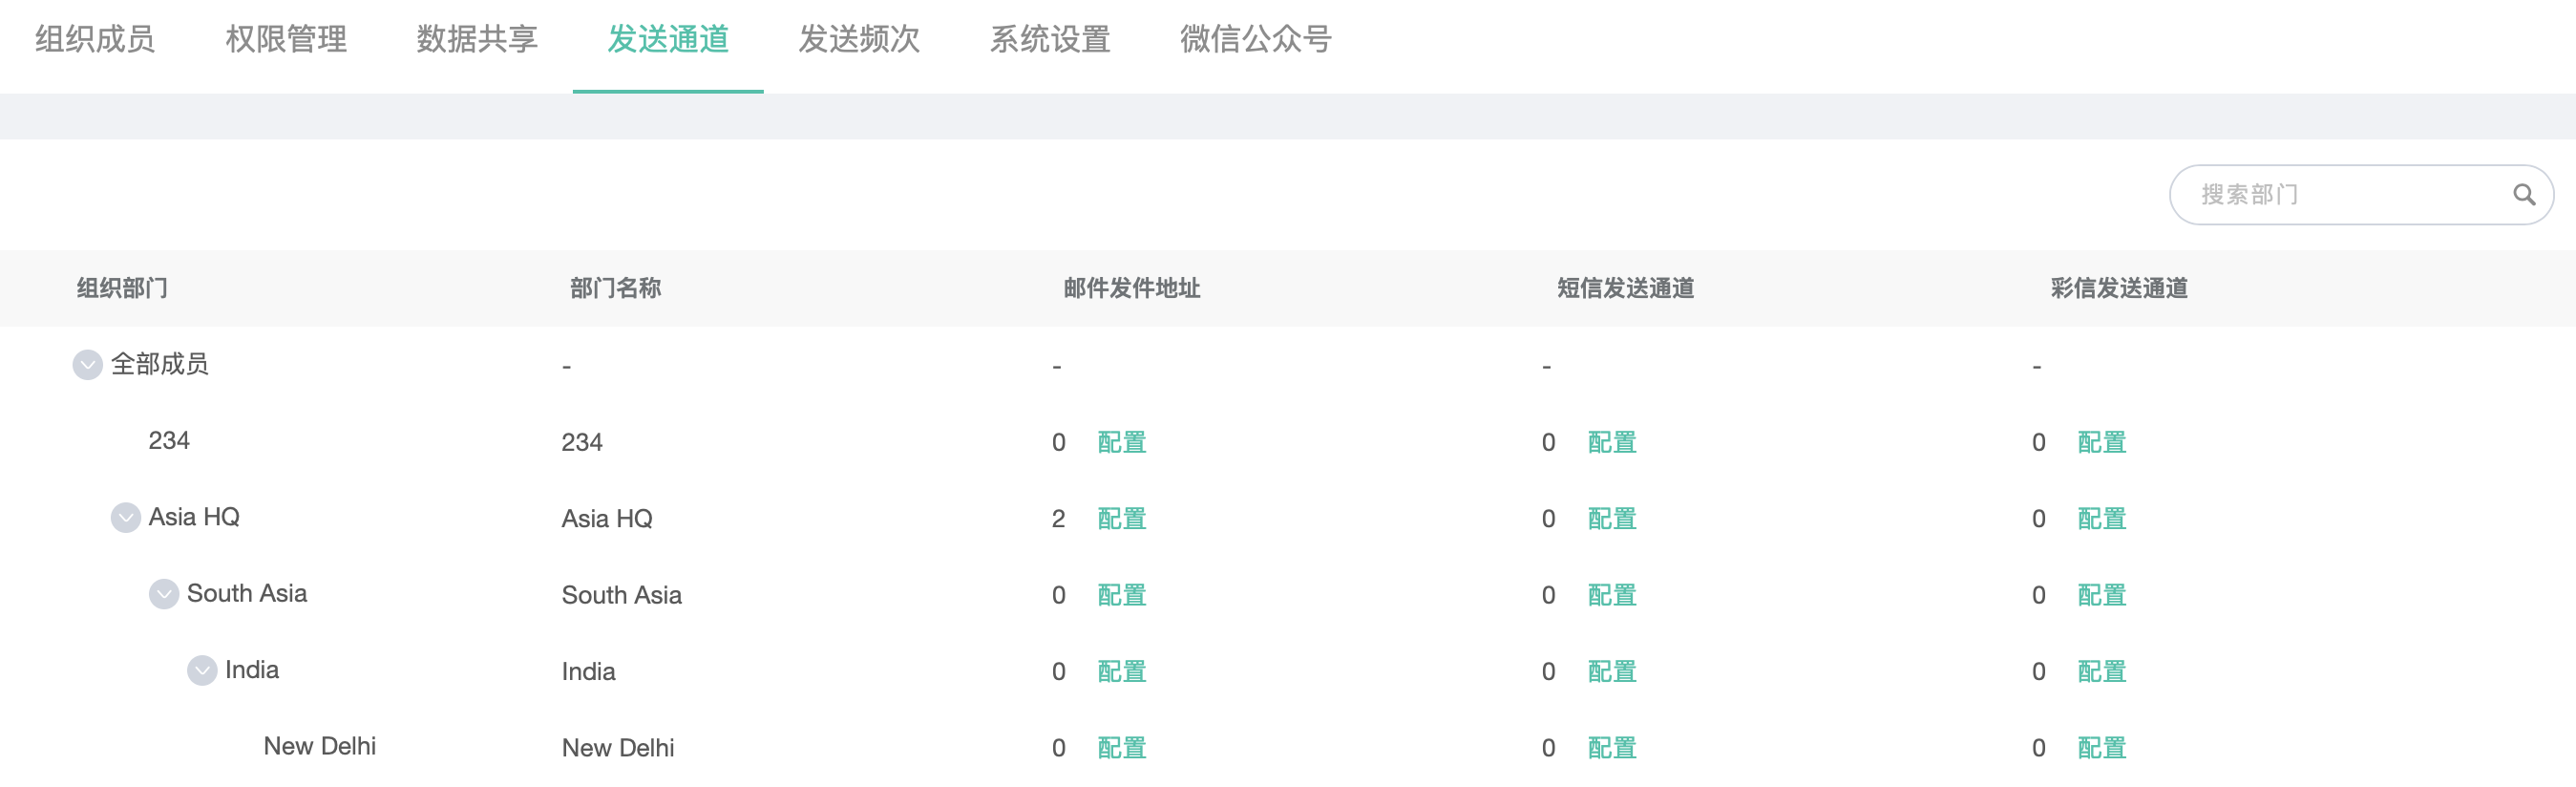 组织成员 权限管理 数据共享 发送通道 发送频次 系统设置 微信公众号
搜索部门
组织部门 部门名称 邮件发件地址 短信发送通道 彩信发送通道
全部成员 - - - -
234 234 0 配置 0 配置 0 配置
Asia HQ Asia HQ 2 配置 0 配置 0 配置
South Asia South Asia 0 配置 0 配置 0 配置
India India 0 配置 0 配置 0 配置
New Delhi New Delhi 0 配置 0 配置 0 配置